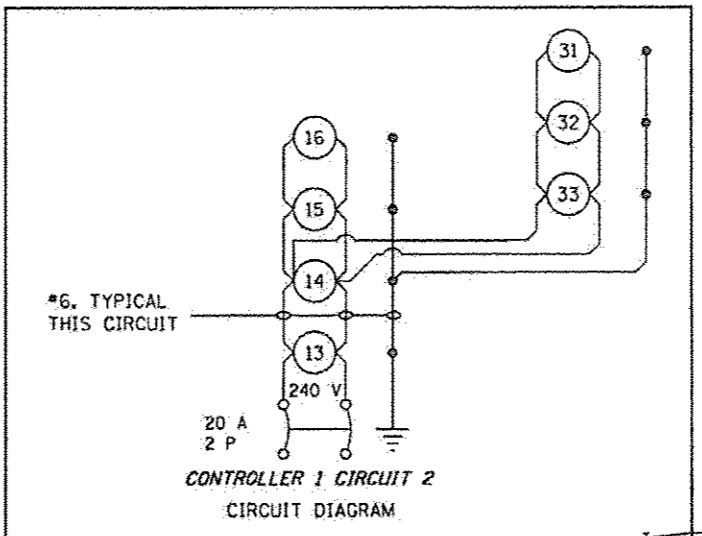 31
16
32
15
33
14
#6, TYPICAL
THIS CIRCUIT
13
240 V
20 A
2 P
CONTROLLER 1 CIRCUIT 2
CIRCUIT DIAGRAM